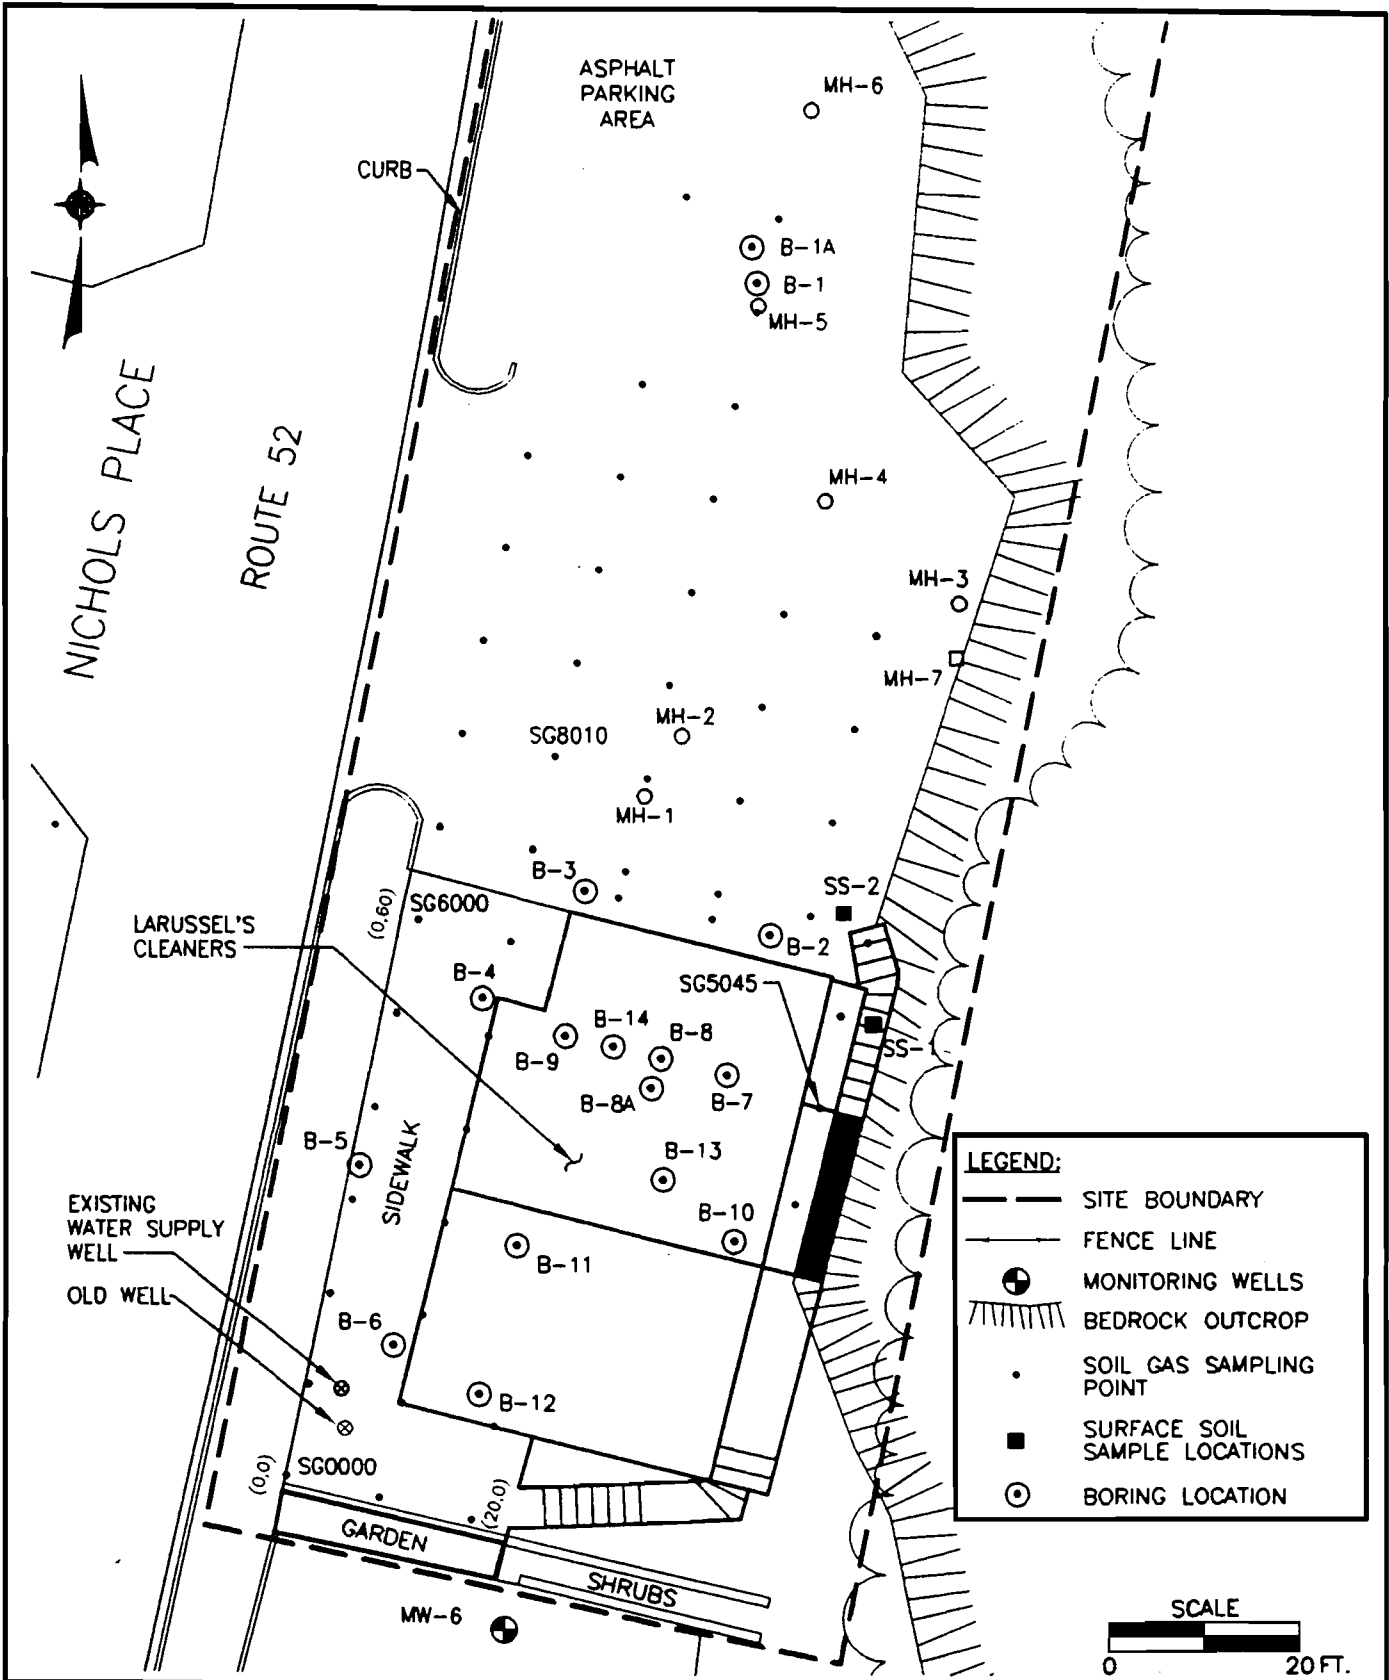 ASPHALT
PARKING
AREA
MH-6
CURB
B-1A
B-1
MH-5
NICHOLS PLACE
ROUTE 52
MH-4
MH-3
MH-7
MH-2
SG8010
MH-1
B-3
SS-2
(0,60)
SG6000
LARUSSEL'S
CLEANERS
B-2
B-4
SG5045
B-14
B-8
B-9
SS-
B-8A
B-7
B-5
SIDEWALK
B-13
EXISTING
WATER SUPPLY
WELL
B-10
B-11
OLD WELL
B-6
B-12
(0,0)
SG0000
(20,0)
GARDEN
SHRUBS
MW-6
LEGEND:
SITE BOUNDARY
FENCE LINE
MONITORING WELLS
BEDROCK OUTCROP
SOIL GAS SAMPLING
POINT
SURFACE SOIL
SAMPLE LOCATIONS
BORING LOCATION
SCALE
0 20 FT.